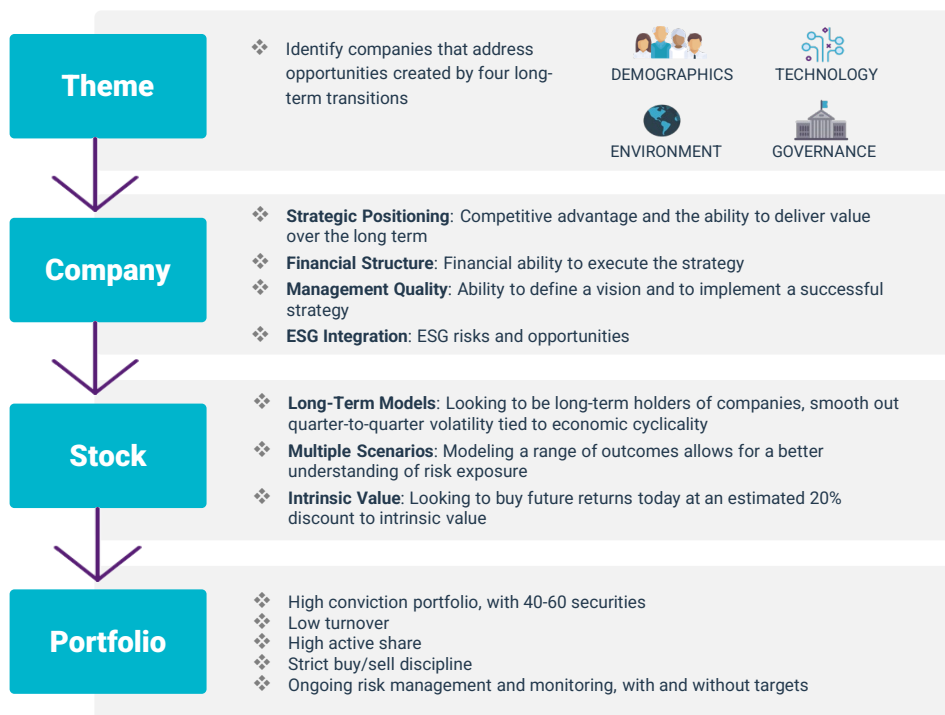 Theme
❖ Identify companies that address
opportunities created by four long-
term transitions
DEMOGRAPHICS
TECHNOLOGY
ENVIRONMENT
GOVERNANCE
Company
❖ Strategic Positioning: Competitive advantage and the ability to deliver value
over the long term
❖ Financial Structure: Financial ability to execute the strategy
❖ Management Quality: Ability to define a vision and to implement a successful
strategy
❖ ESG Integration: ESG risks and opportunities
Stock
❖ Long-Term Models: Looking to be long-term holders of companies, smooth out
quarter-to-quarter volatility tied to economic cyclicality
❖ Multiple Scenarios: Modeling a range of outcomes allows for a better
understanding of risk exposure
❖ Intrinsic Value: Looking to buy future returns today at an estimated 20%
discount to intrinsic value
Portfolio
❖ High conviction portfolio, with 40-60 securities
❖ Low turnover
❖ High active share
❖ Strict buy/sell discipline
❖ Ongoing risk management and monitoring, with and without targets